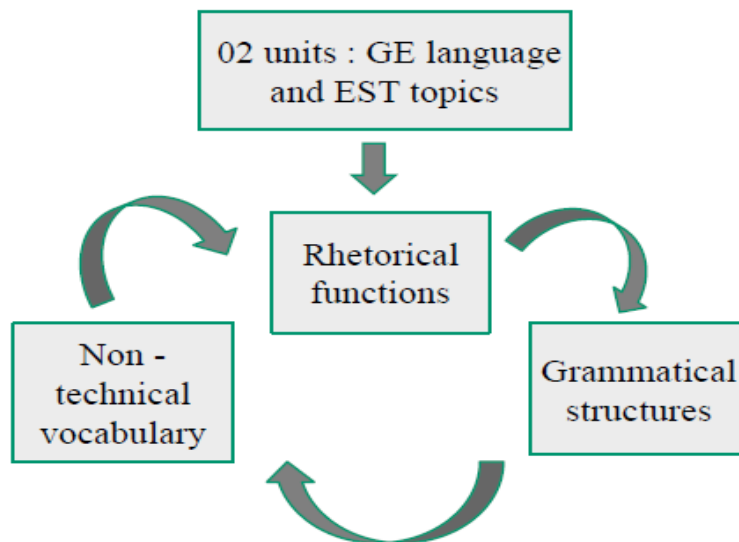 02 units : GE language
and EST topics
Rhetorical
functions
Non -
technical
vocabulary
Grammatical
structures